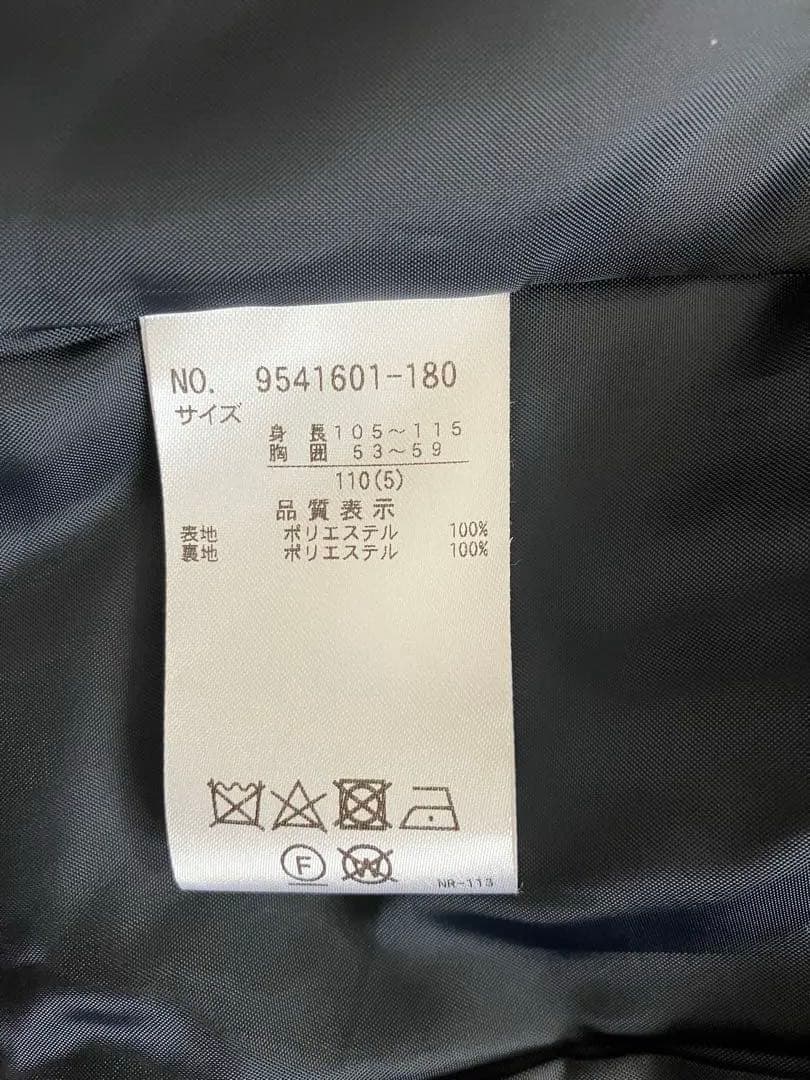 NO. 9541601-180
サイズ
身長105～115
胸囲 53～59
110(5)
品質表示
表地 ポリエステル 100%
裏地 ポリエステル 100%
F W
NR-113